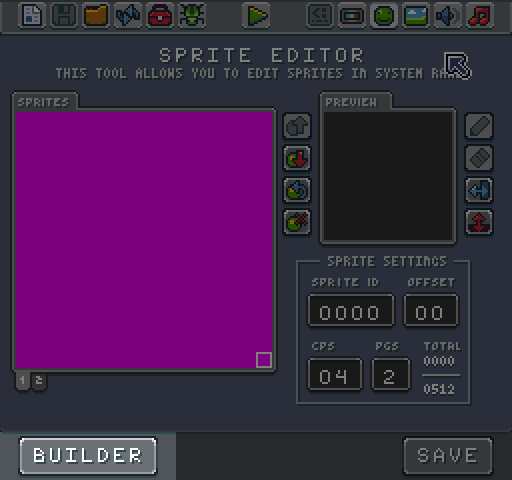 SPRITE EDITOR
THIS TOOL ALLOWS YOU TO EDIT SPRITES IN SYSTEM
SPRITES
PREVIEW
SPRITE SETTINGS
SPRITE ID OFFSET
0000 00
CPS PGS TOTAL
0000
04 2
0512
1 2
BUILDER SAVE